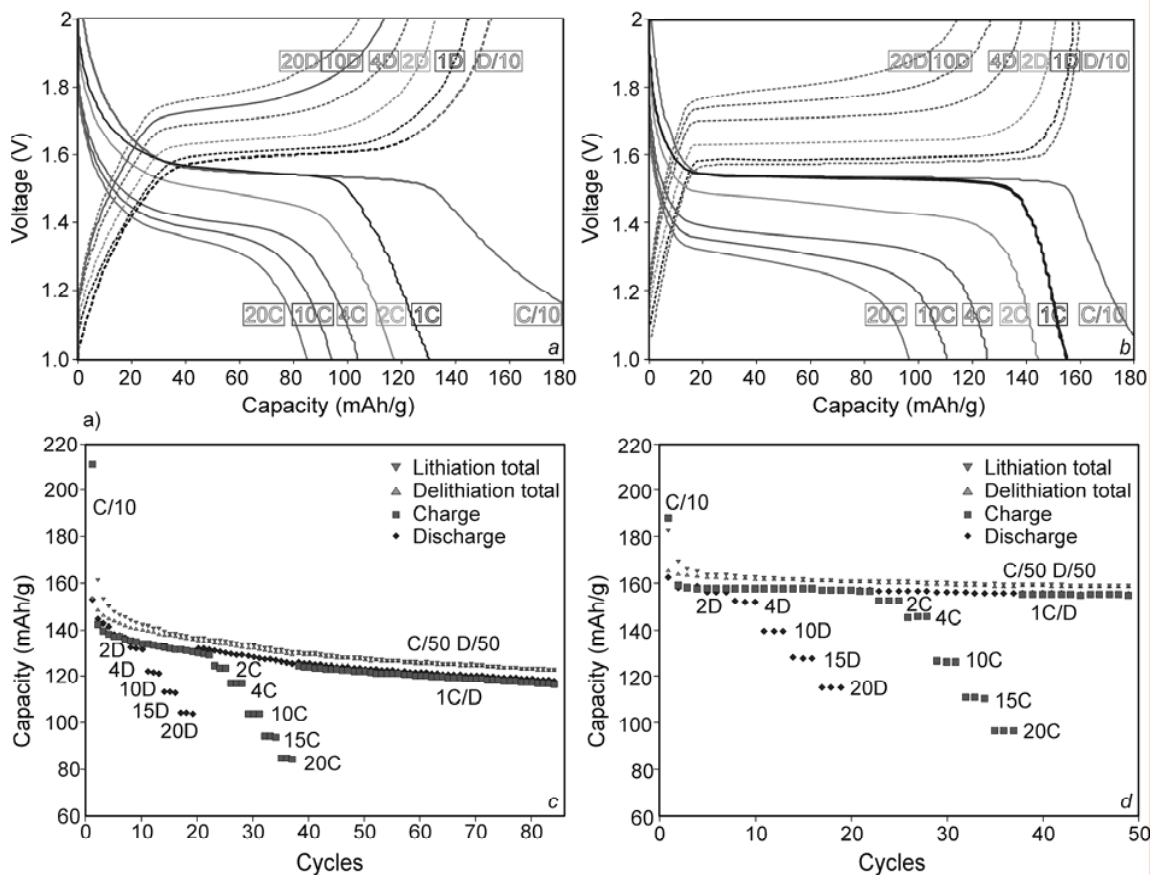 2
1.8
1.6
1.4
1.2
1.0
Voltage (V)
20D 10D 4D 2D 1D D/10
20C 10C 4C 2C 1C C/10
a
0 20 40 60 80 100 120 140 160 180
Capacity (mAh/g)
2
1.8
1.6
1.4
1.2
1.0
Voltage (V)
20D 10D 4D 2D 1D D/10
20C 10C 4C 2C 1C C/10
b
0 20 40 60 80 100 120 140 160 180
Capacity (mAh/g)
a)
220
200
180
160
140
120
100
80
60
Capacity (mAh/g)
Lithiation total
Delithiation total
Charge
Discharge
C/10
C/50 D/50
2D
4D
10D
15D
20D
2C
4C
10C
15C
20C
1C/D
c
0 10 20 30 40 50 60 70 80
Cycles
220
200
180
160
140
120
100
80
60
Capacity (mAh/g)
Lithiation total
Delithiation total
Charge
Discharge
C/10
C/50 D/50
2D
4D
10D
15D
20D
2C
4C
10C
15C
20C
1C/D
d
0 10 20 30 40 50
Cycles